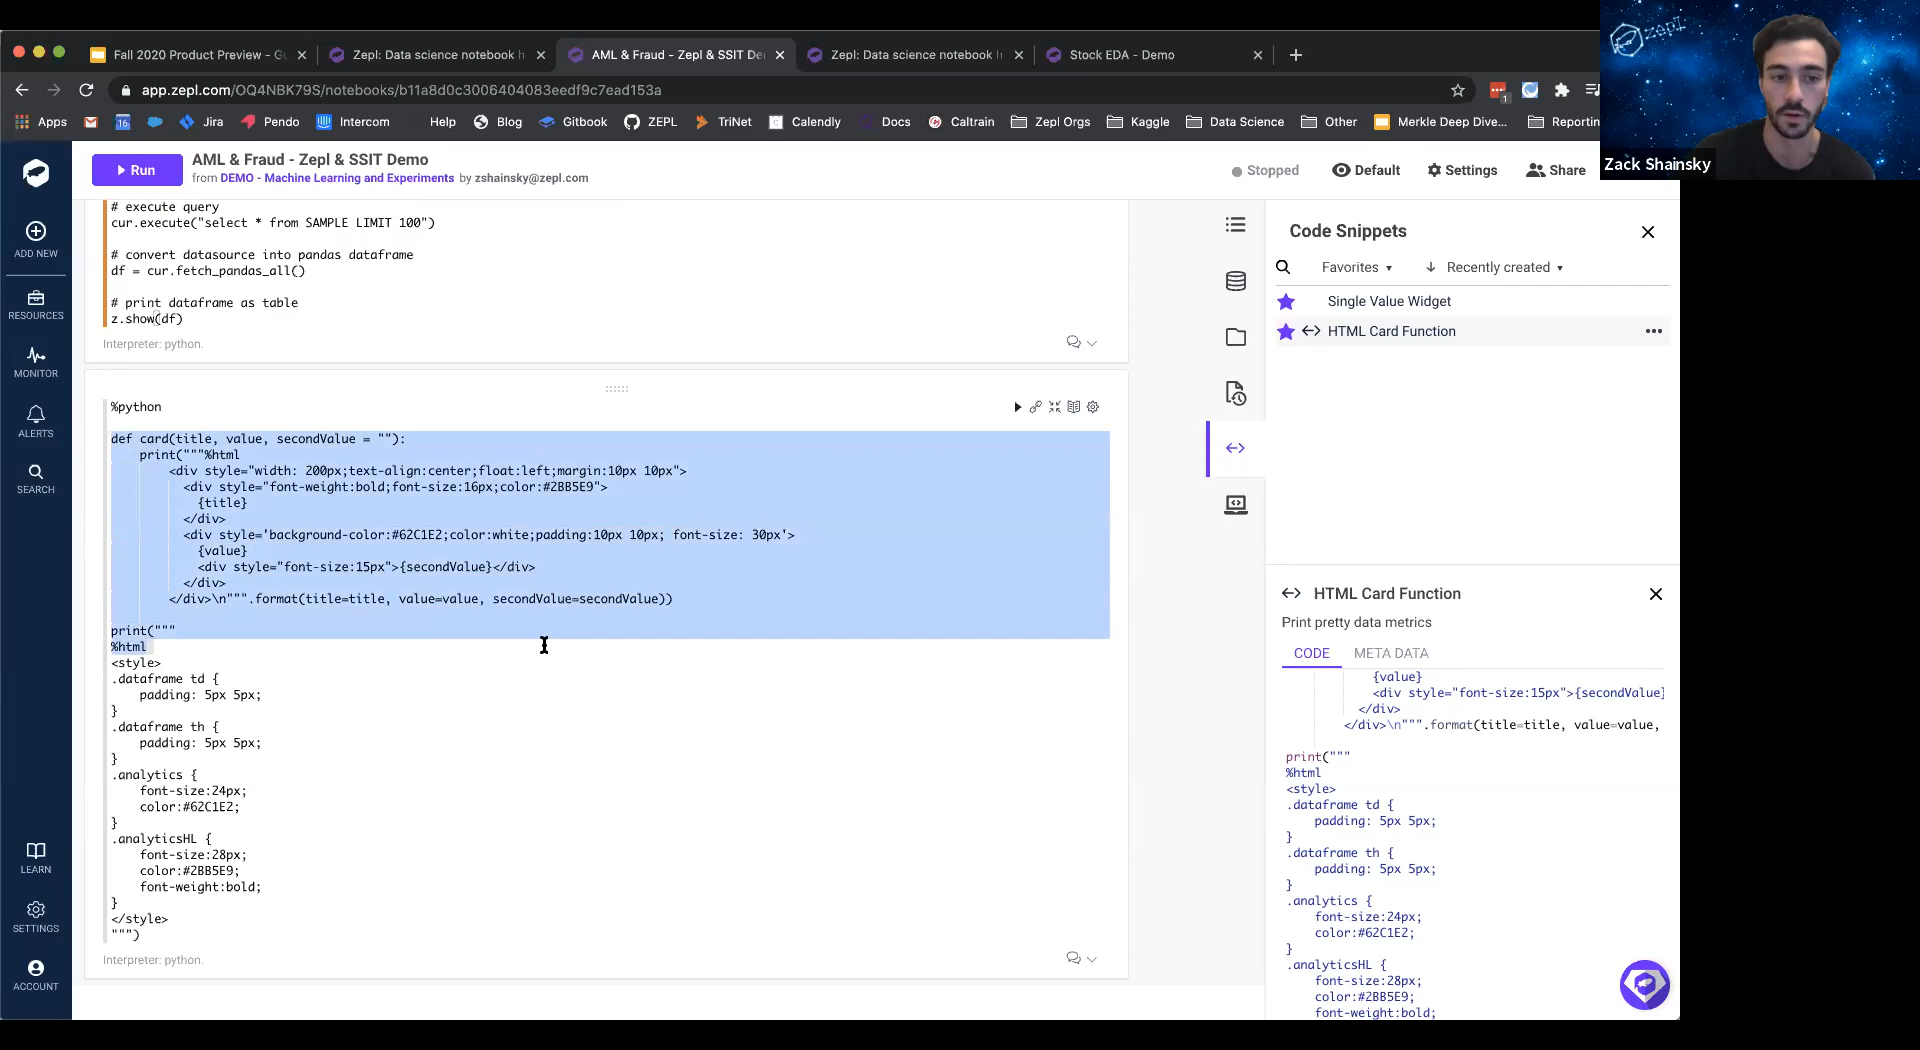 Fall 2020 Product Preview - G
Zepl: Data science notebook h
AML & Fraud - Zepl & SSIT De
Zepl: Data science notebook h
Stock EDA - Demo
app.zepl.com/OQ4NBK79S/notebooks/b11a8d0c3006404083eedf9c7ead153a
1
Apps
16
Jira
Pendo
Intercom
Help
Blog
Gitbook
ZEPL
TriNet
Calendly
Docs
Caltrain
Zepl Orgs
Kaggle
Data Science
Other
Merkle Deep Dive...
Reportin
zepl
Zack Shainsky
Run
AML & Fraud - Zepl & SSIT Demo
from DEMO - Machine Learning and Experiments by zshainsky@zepl.com
Stopped
Default
Settings
Share
ADD NEW
RESOURCES
MONITOR
ALERTS
SEARCH
LEARN
SETTINGS
ACCOUNT
# execute query
cur.execute("select * from SAMPLE LIMIT 100")
# convert datasource into pandas dataframe
df = cur.fetch_pandas_all()
# print dataframe as table
z.show(df)
Interpreter: python.
%python
def card(title, value, secondValue = ""):
print("""%html
<div style="width: 200px;text-align:center;float:left;margin:10px 10px">
<div style="font-weight:bold;font-size:16px;color:#2BB5E9">
{title}
</div>
<div style='background-color:#62C1E2;color:white;padding:10px 10px; font-size: 30px'>
{value}
<div style="font-size:15px">{secondValue}</div>
</div>
</div>\n""".format(title=title, value=value, secondValue=secondValue))
print("""
%html
<style>
.dataframe td {
padding: 5px 5px;
}
.dataframe th {
padding: 5px 5px;
}
.analytics {
font-size:24px;
color:#62C1E2;
}
.analyticsHL {
font-size:28px;
color:#2BB5E9;
font-weight:bold;
}
</style>
""")
Interpreter: python.
Code Snippets
Favorites
Recently created
Single Value Widget
HTML Card Function
HTML Card Function
Print pretty data metrics
CODE
META DATA
{value}
<div style="font-size:15px">{secondValue}
</div>
</div>\n""".format(title=title, value=value,
print("""
%html
<style>
.dataframe td {
padding: 5px 5px;
}
.dataframe th {
padding: 5px 5px;
}
.analytics {
font-size:24px;
color:#62C1E2;
}
.analyticsHL {
font-size:28px;
color:#2BB5E9;
font-weight:bold;